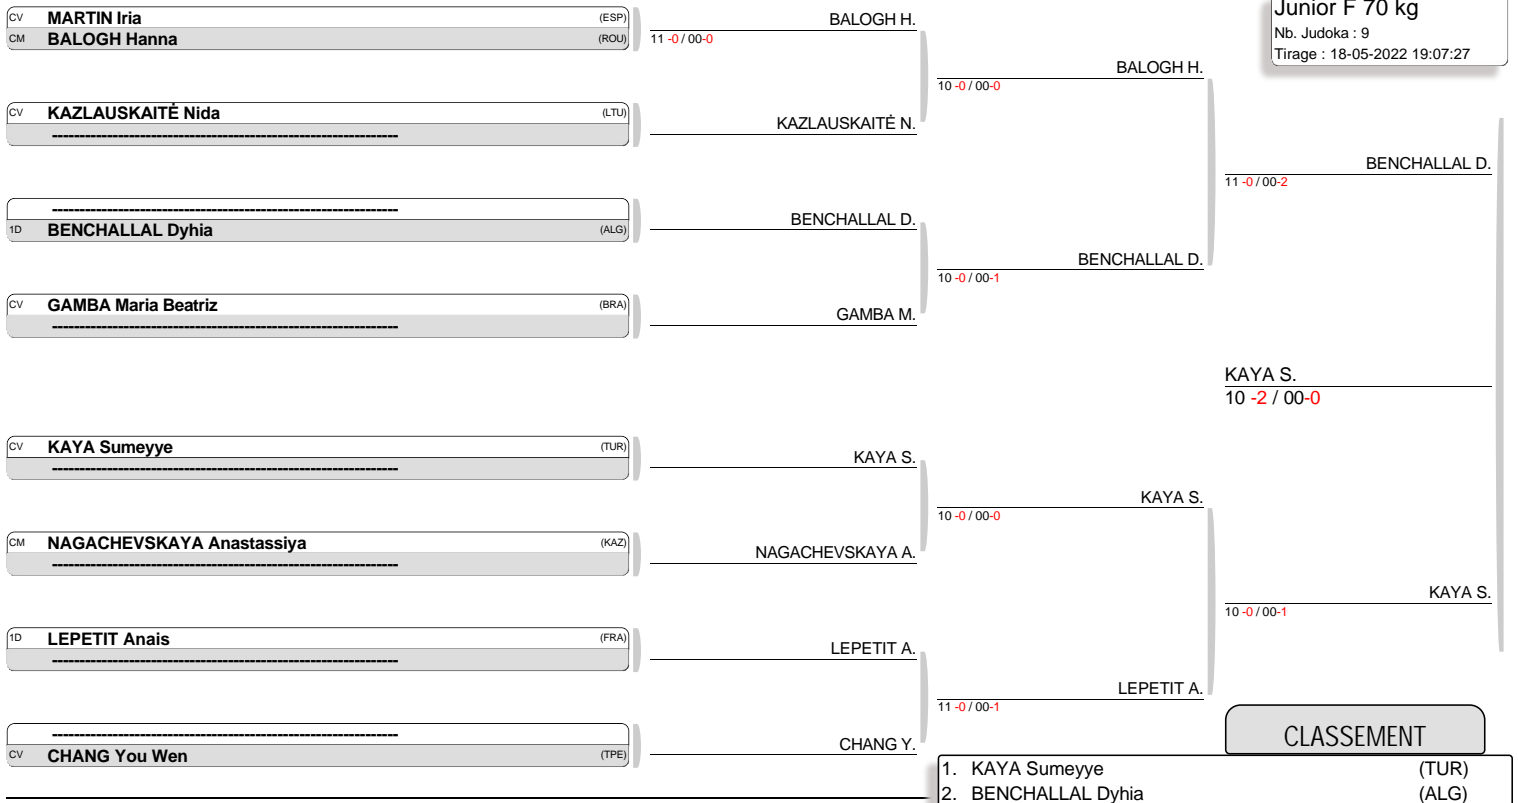 Junior F 70 kg
Nb. Judoka : 9
Tirage : 18-05-2022 19:07:27
CV MARTIN Iria (ESP)
CM BALOGH Hanna (ROU)
BALOGH H.
11 -0 / 00-0
CV KAZLAUSKAITĖ Nida (LTU)
----------------------------------------------------------------
KAZLAUSKAITĖ N.
BALOGH H.
10 -0 / 00-0
----------------------------------------------------------------
1D BENCHALLAL Dyhia (ALG)
BENCHALLAL D.
CV GAMBA Maria Beatriz (BRA)
----------------------------------------------------------------
GAMBA M.
BENCHALLAL D.
10 -0 / 00-1
BENCHALLAL D.
11 -0 / 00-2
KAYA S.
10 -2 / 00-0
CV KAYA Sumeyye (TUR)
----------------------------------------------------------------
KAYA S.
CM NAGACHEVSKAYA Anastassiya (KAZ)
----------------------------------------------------------------
NAGACHEVSKAYA A.
KAYA S.
10 -0 / 00-0
1D LEPETIT Anais (FRA)
----------------------------------------------------------------
LEPETIT A.
----------------------------------------------------------------
CV CHANG You Wen (TPE)
CHANG Y.
LEPETIT A.
11 -0 / 00-1
KAYA S.
10 -0 / 00-1
CLASSEMENT
1. KAYA Sumeyye (TUR)
2. BENCHALLAL Dyhia (ALG)